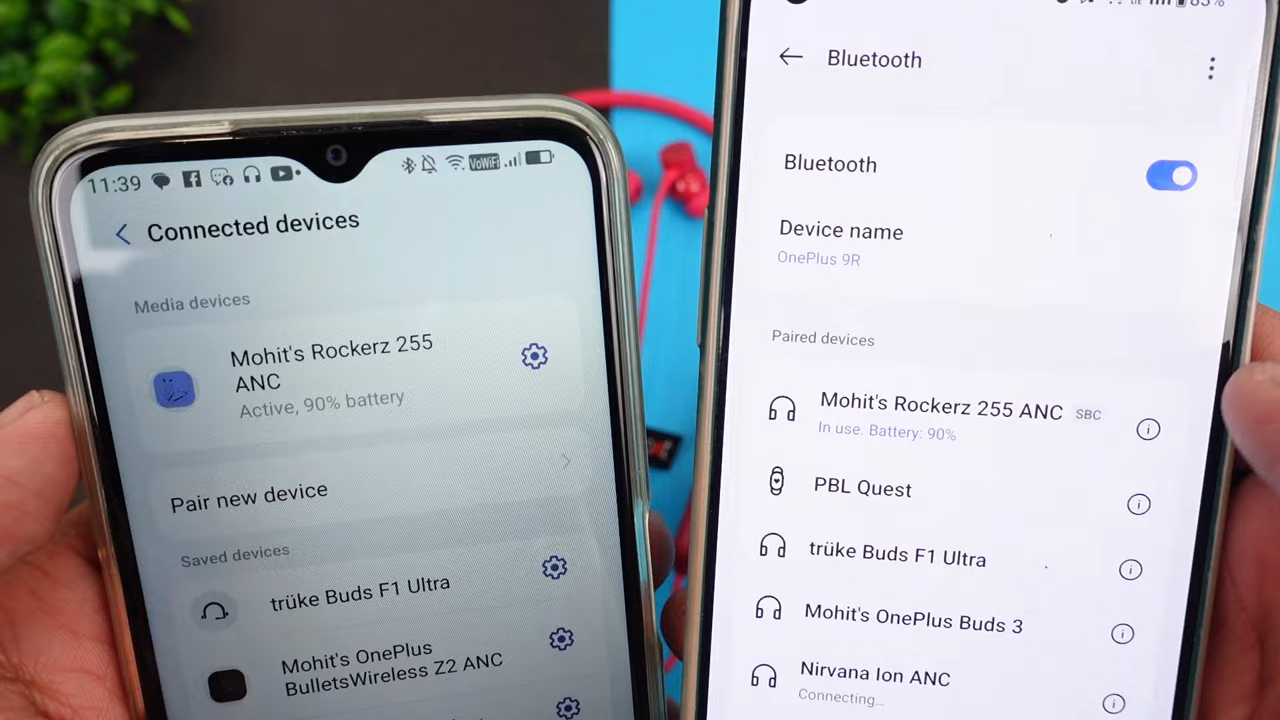 11:39
VoWiFi
Connected devices
Media devices
Mohit's Rockerz 255
ANC
Active, 90% battery
Pair new device
Saved devices
trüke Buds F1 Ultra
Mohit's OnePlus
BulletsWireless Z2 ANC
83%
Bluetooth
Bluetooth
Device name
OnePlus 9R
Paired devices
Mohit's Rockerz 255 ANC SBC
In use. Battery: 90%
PBL Quest
trüke Buds F1 Ultra
Mohit's OnePlus Buds 3
Nirvana Ion ANC
Connecting...